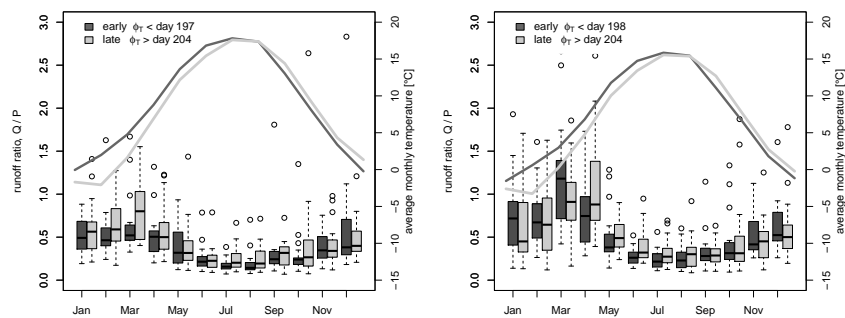 early ϕT < day 197
late ϕT > day 204
runoff ratio, Q / P
0.0 0.5 1.0 1.5 2.0 2.5 3.0
Jan Mar May Jul Sep Nov
−15 −10 −5 0 5 10 15 20
average monthly temperature [°C]
early ϕT < day 198
late ϕT > day 204
runoff ratio, Q / P
0.0 0.5 1.0 1.5 2.0 2.5 3.0
Jan Mar May Jul Sep Nov
−15 −10 −5 0 5 10 15 20
average monthly temperature [°C]